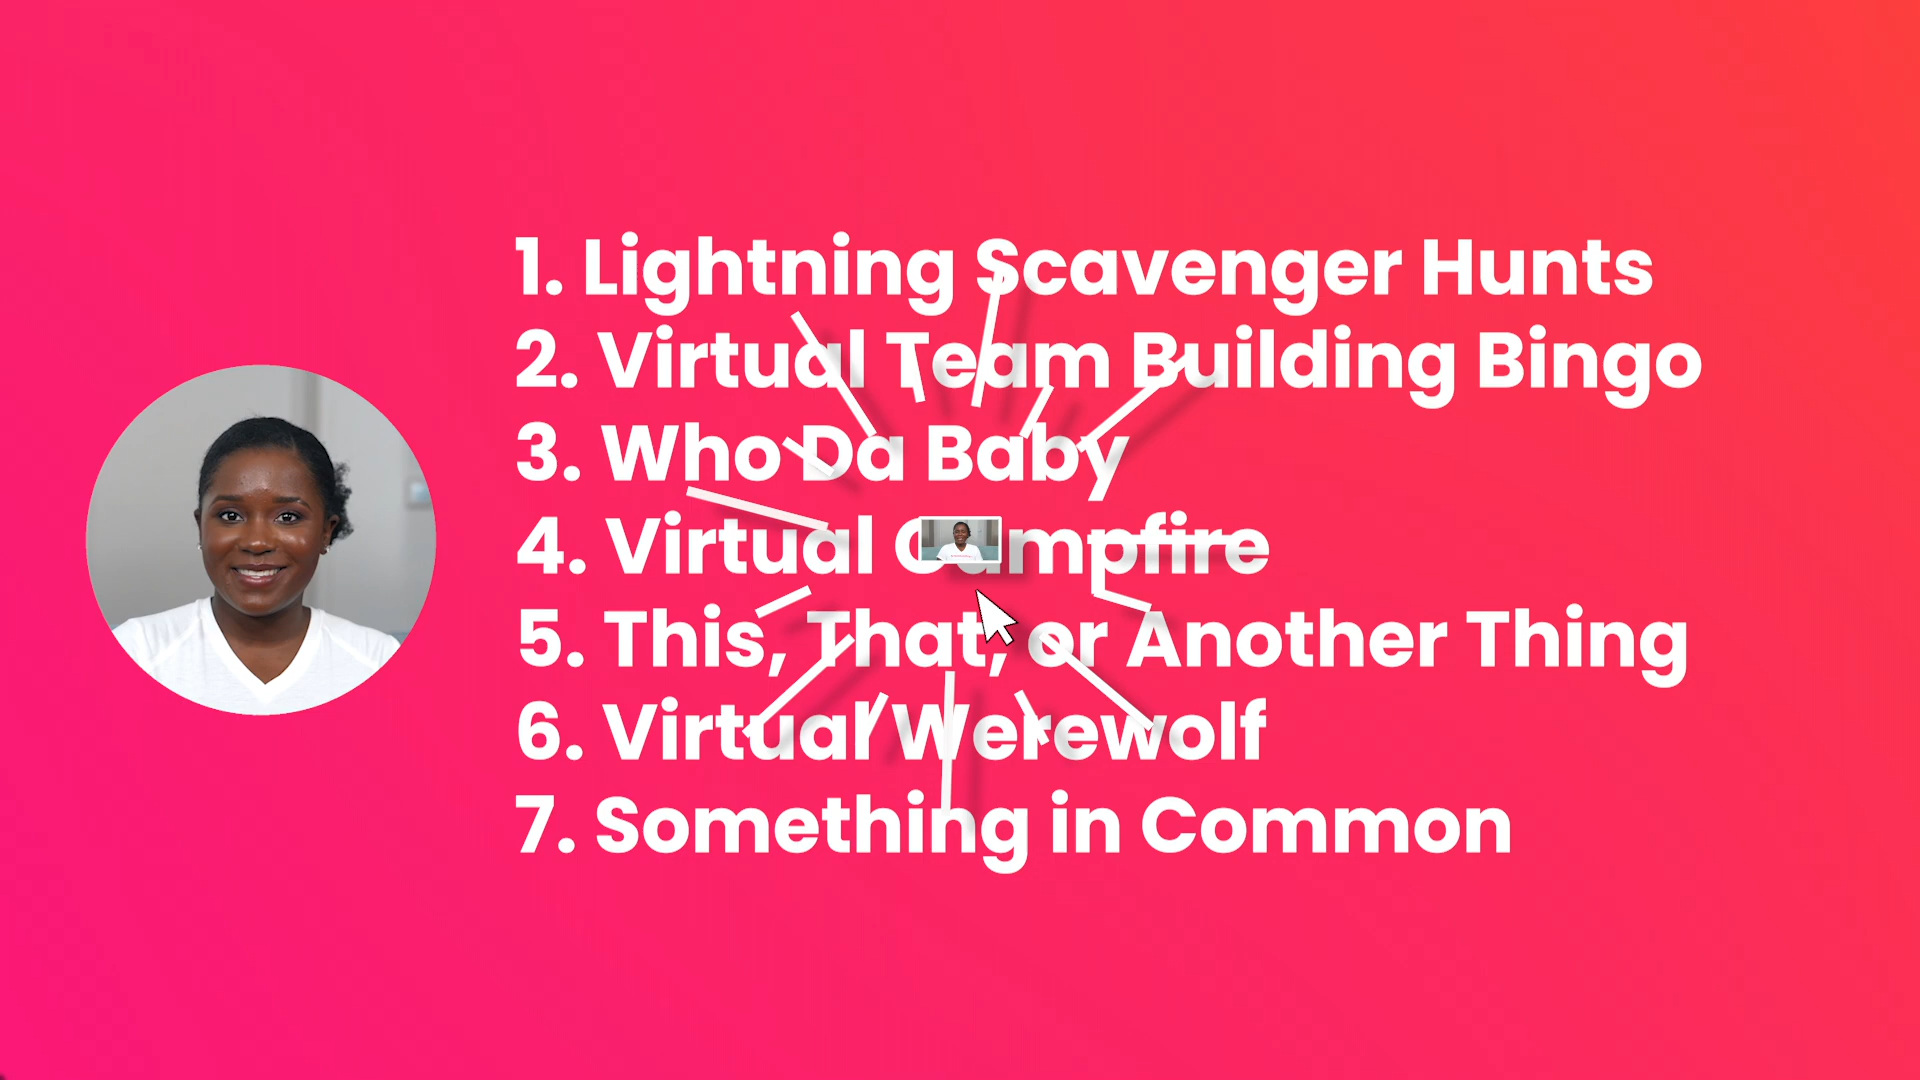 1. Lightning Scavenger Hunts
2. Virtual Team Building Bingo
3. Who Da Baby
4. Virtual Campfire
5. This, That, or Another Thing
6. Virtual Werewolf
7. Something in Common